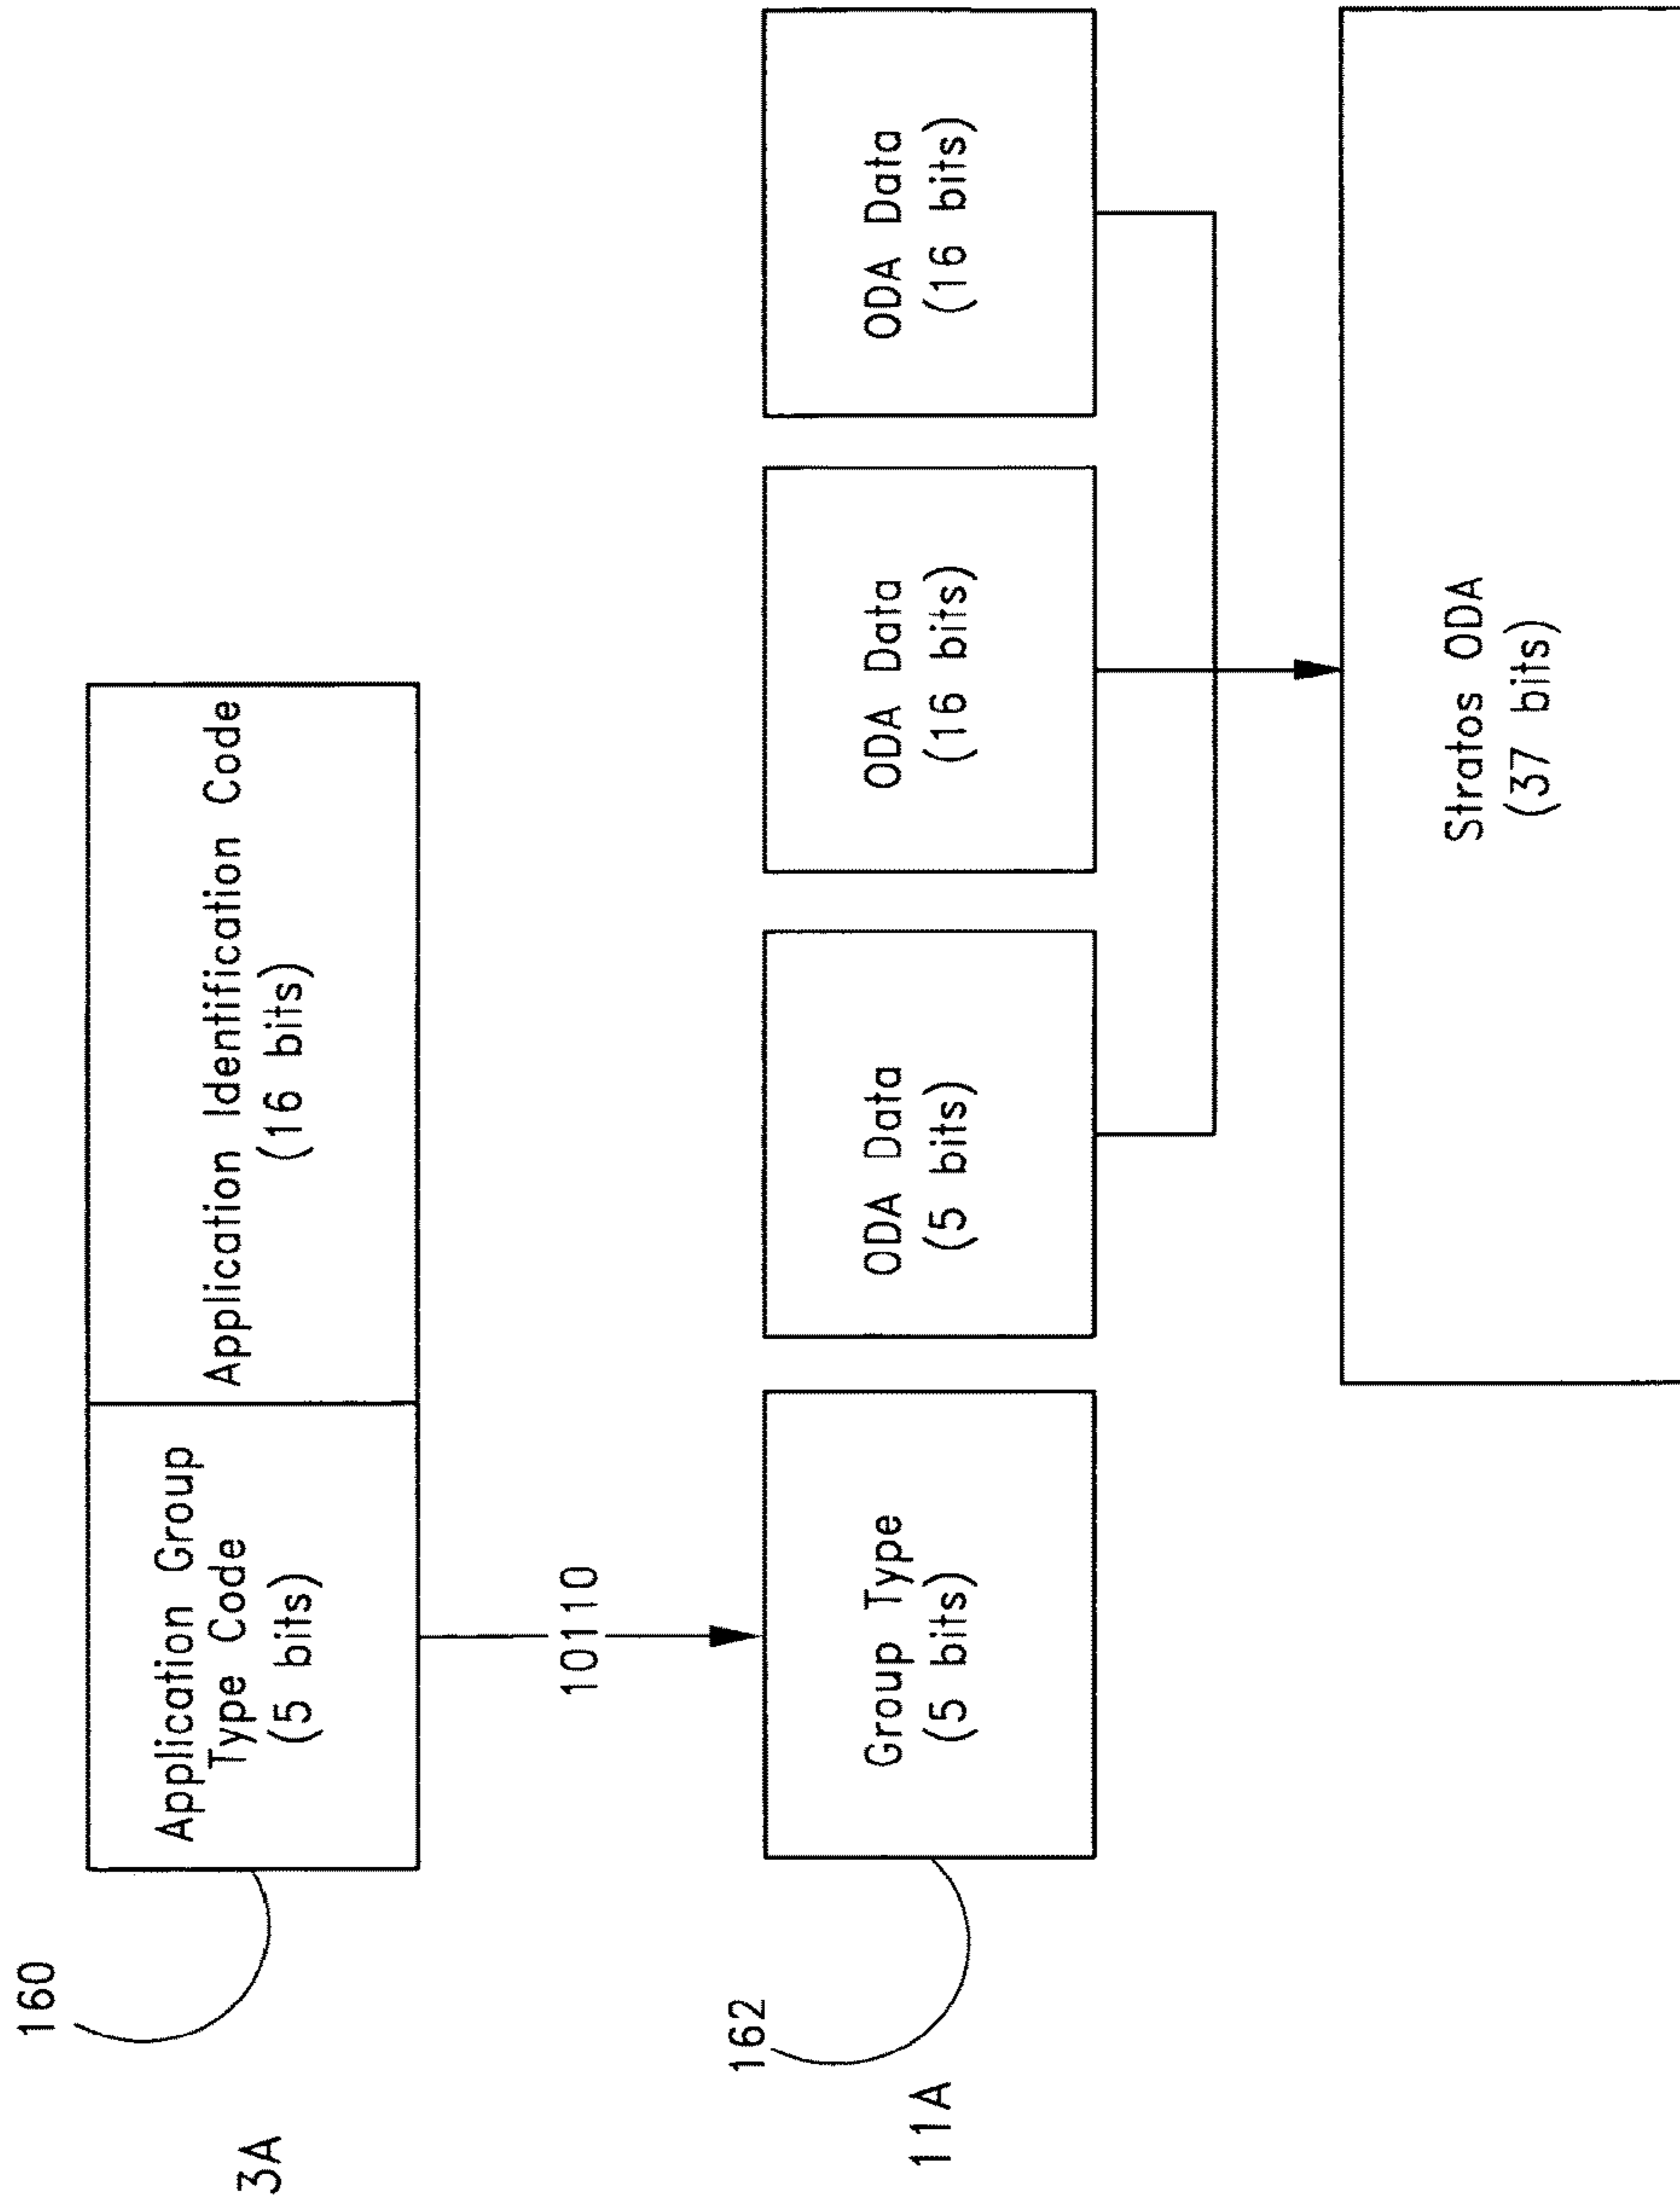 160
3A
Application Group
Type Code
(5 bits)
Application Identification Code
(16 bits)
10110
162
11A
Group Type
(5 bits)
ODA Data
(5 bits)
ODA Data
(16 bits)
ODA Data
(16 bits)
Stratos ODA
(37 bits)